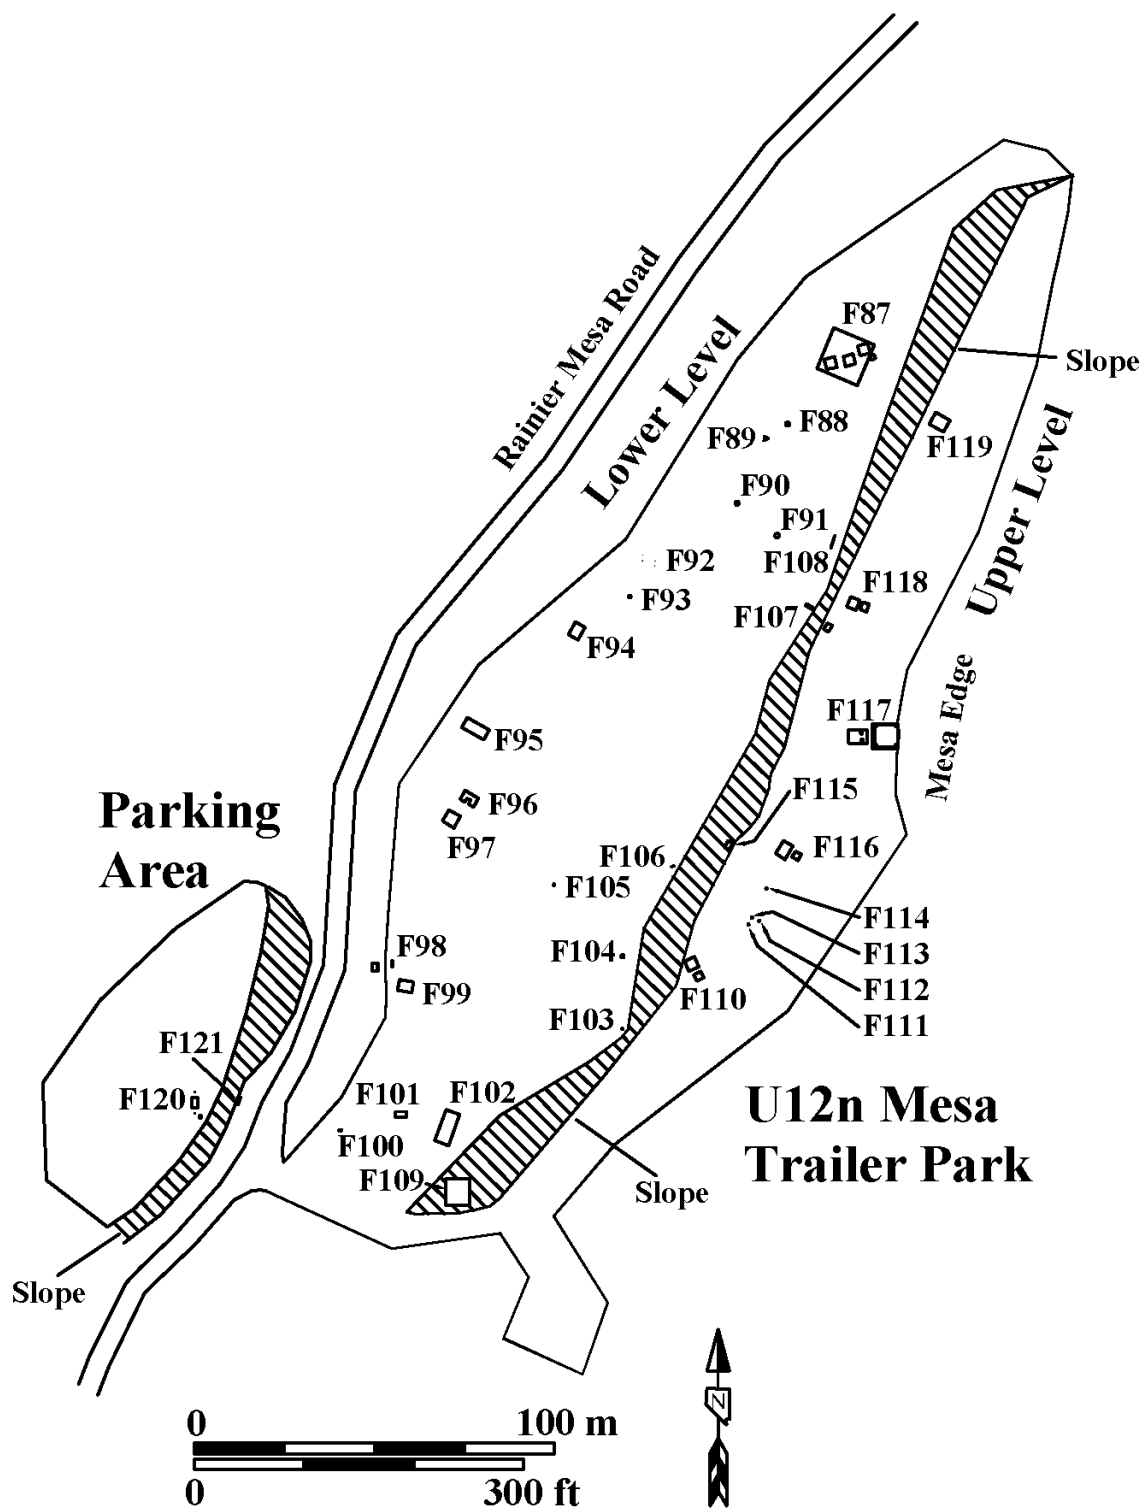 F87
Rainier Mesa Road
Lower Level
Slope
F88
F89
F119
F90
F91
F108
Upper Level
F92
F118
F93
F107
F94
Mesa Edge
F117
F95
F115
Parking
Area
F96
F97
F106
F116
F105
F114
F98
F104
F113
F99
F110
F112
F103
F111
F121
F120
F101
F102
F100
U12n Mesa
Trailer Park
F109
Slope
Slope
N
0
100 m
0
300 ft